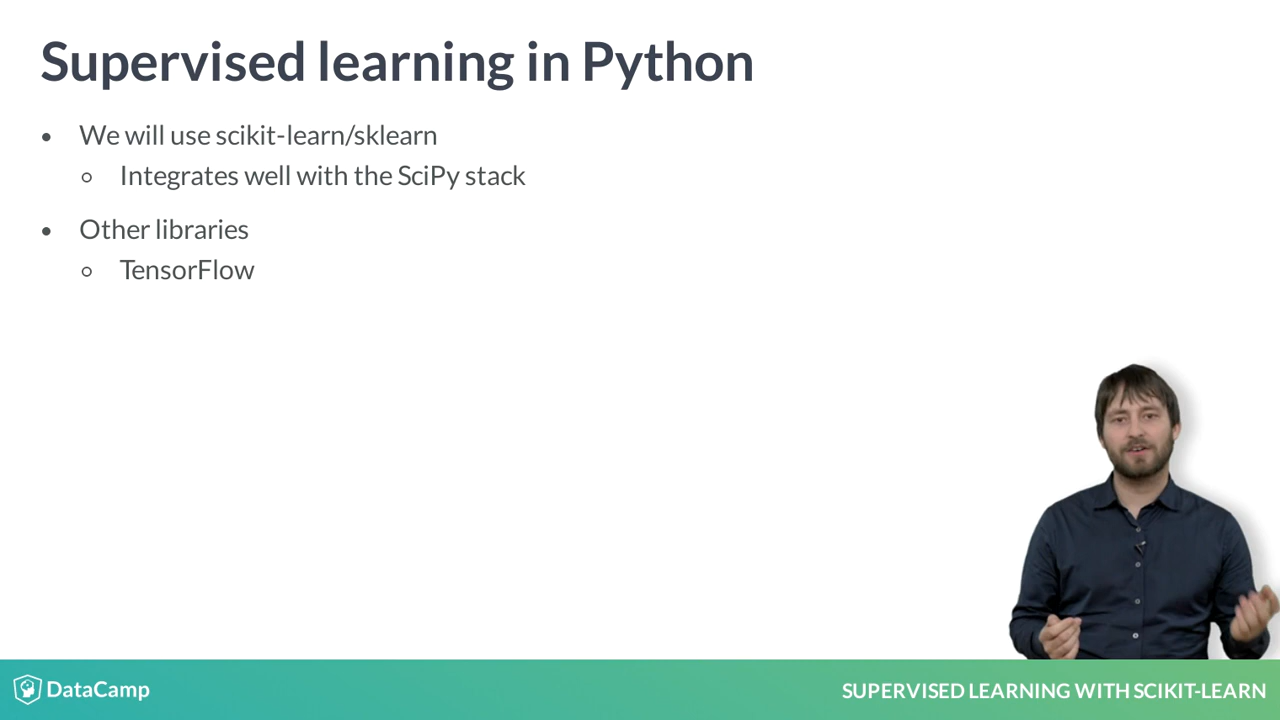 Supervised learning in Python
• We will use scikit-learn/sklearn
○ Integrates well with the SciPy stack
• Other libraries
○ TensorFlow
DataCamp
SUPERVISED LEARNING WITH SCIKIT-LEARN